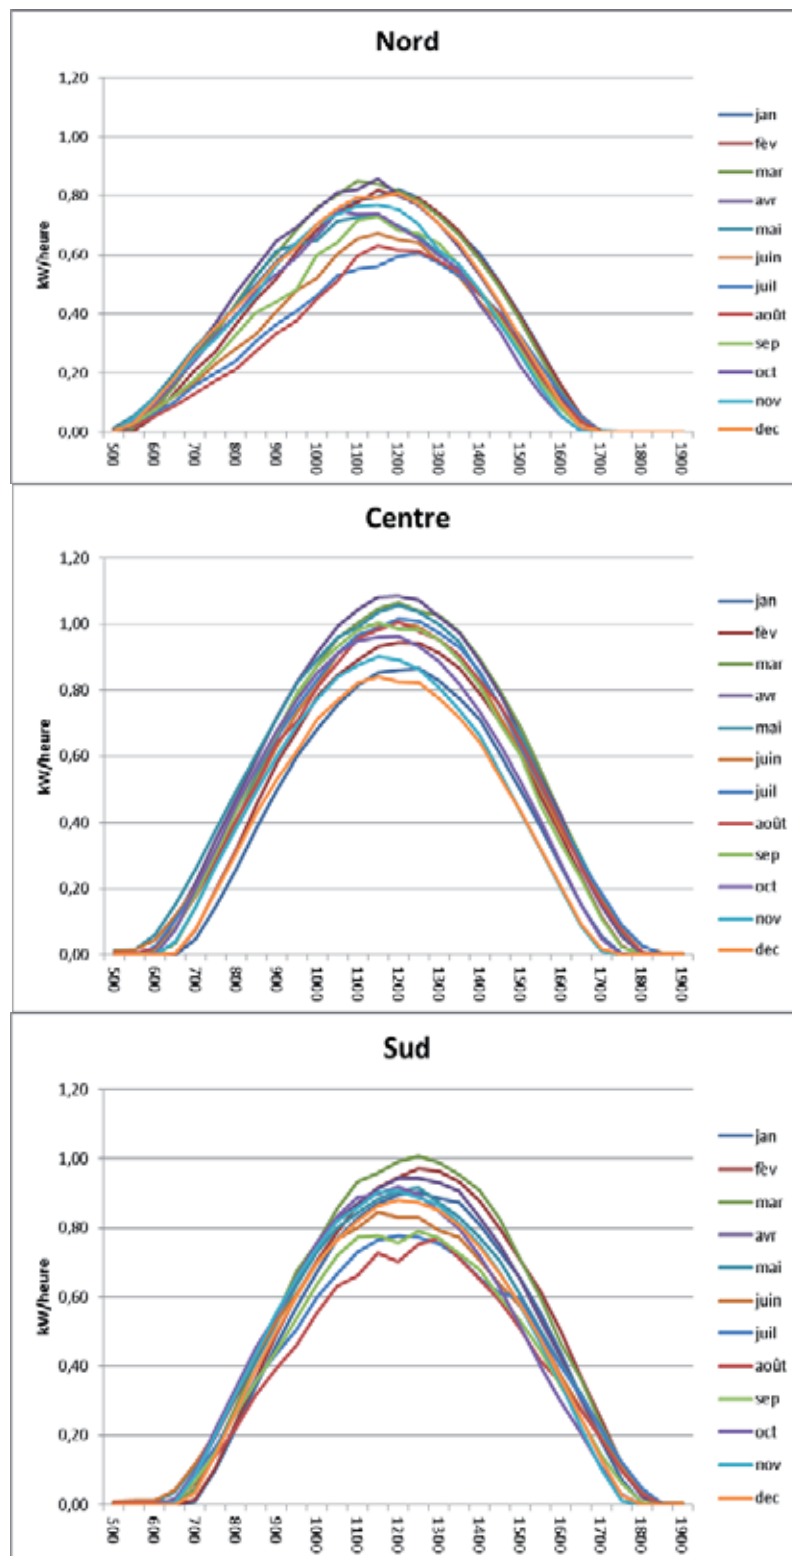 Nord
1,20
1,00
0,80
0,60
0,40
0,20
0,00
kW/heure
500
600
700
800
900
1000
1100
1200
1300
1400
1500
1600
1700
1800
1900
jan
fèv
mar
avr
mai
juin
juil
août
sep
oct
nov
dec
Centre
1,20
1,00
0,80
0,60
0,40
0,20
0,00
kW/heure
500
600
700
800
900
1000
1100
1200
1300
1400
1500
1600
1700
1800
1900
jan
fèv
mar
avr
mai
juin
juil
août
sep
oct
nov
dec
Sud
1,20
1,00
0,80
0,60
0,40
0,20
0,00
kW/heure
500
600
700
800
900
1000
1100
1200
1300
1400
1500
1600
1700
1800
1900
jan
fèv
mar
avr
mai
juin
juil
août
sep
oct
nov
dec